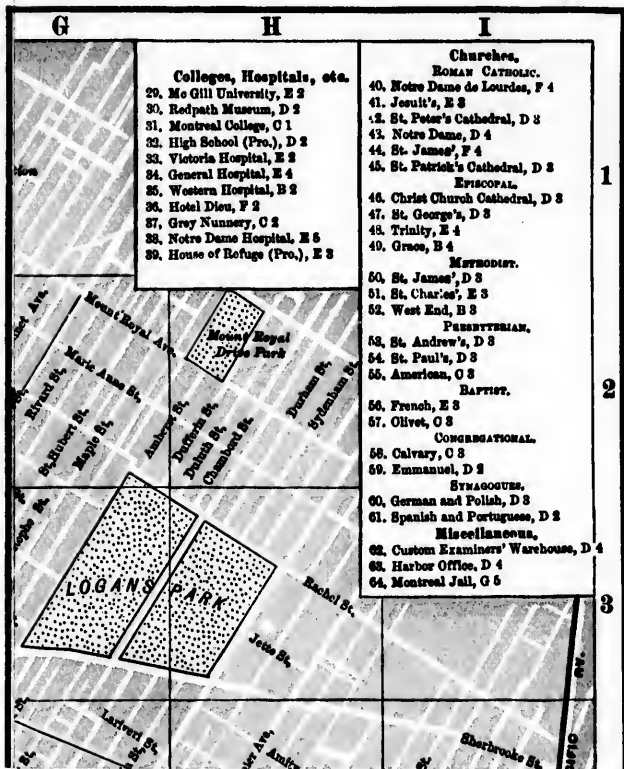 G H I
Colleges, Hospitals, etc.
29. Mc Gill University, E 2
30. Redpath Museum, D 2
31. Montreal College, C 1
32. High School (Pro.), D 2
33. Victoria Hospital, E 2
34. General Hospital, E 4
35. Western Hospital, B 2
36. Hotel Dieu, F 2
37. Grey Nunnery, C 2
38. Notre Dame Hospital, E 5
39. House of Refuge (Pro.), E 3
Churches.
ROMAN CATHOLIC.
40. Notre Dame de Lourdes, F 4
41. Jesuit's, E 3
42. St. Peter's Cathedral, D 3
43. Notre Dame, D 4
44. St. James', F 4
45. St. Patrick's Cathedral, D 3
EPISCOPAL.
46. Christ Church Cathedral, D 3
47. St. George's, D 3
48. Trinity, E 4
49. Grace, B 4
METHODIST.
50. St. James', D 3
51. St. Charles', E 3
52. West End, B 3
PRESBYTERIAN.
53. St. Andrew's, D 3
54. St. Paul's, D 3
55. American, C 3
BAPTIST.
56. French, E 3
57. Olivet, C 3
CONGREGATIONAL.
58. Calvary, C 3
59. Emmanuel, D 2
SYNAGOGUES.
60. German and Polish, D 3
61. Spanish and Portuguese, D 2
Miscellaneous.
62. Custom Examiners' Warehouse, D 4
63. Harbor Office, D 4
64. Montreal Jail, G 5
1
2
3
Mount Royal Ave.
Mount Royal
Drive Park
Marie Anne St.
Rivard St.
St. Hubert St.
Maple St.
Amherst St.
Dufferin St.
Duluth St.
Chambord St.
Durham St.
Sydenham St.
LOGANS PARK
Rachel St.
Jette St.
Lariveri St.
Amity
Sherbrooke St.
RY.